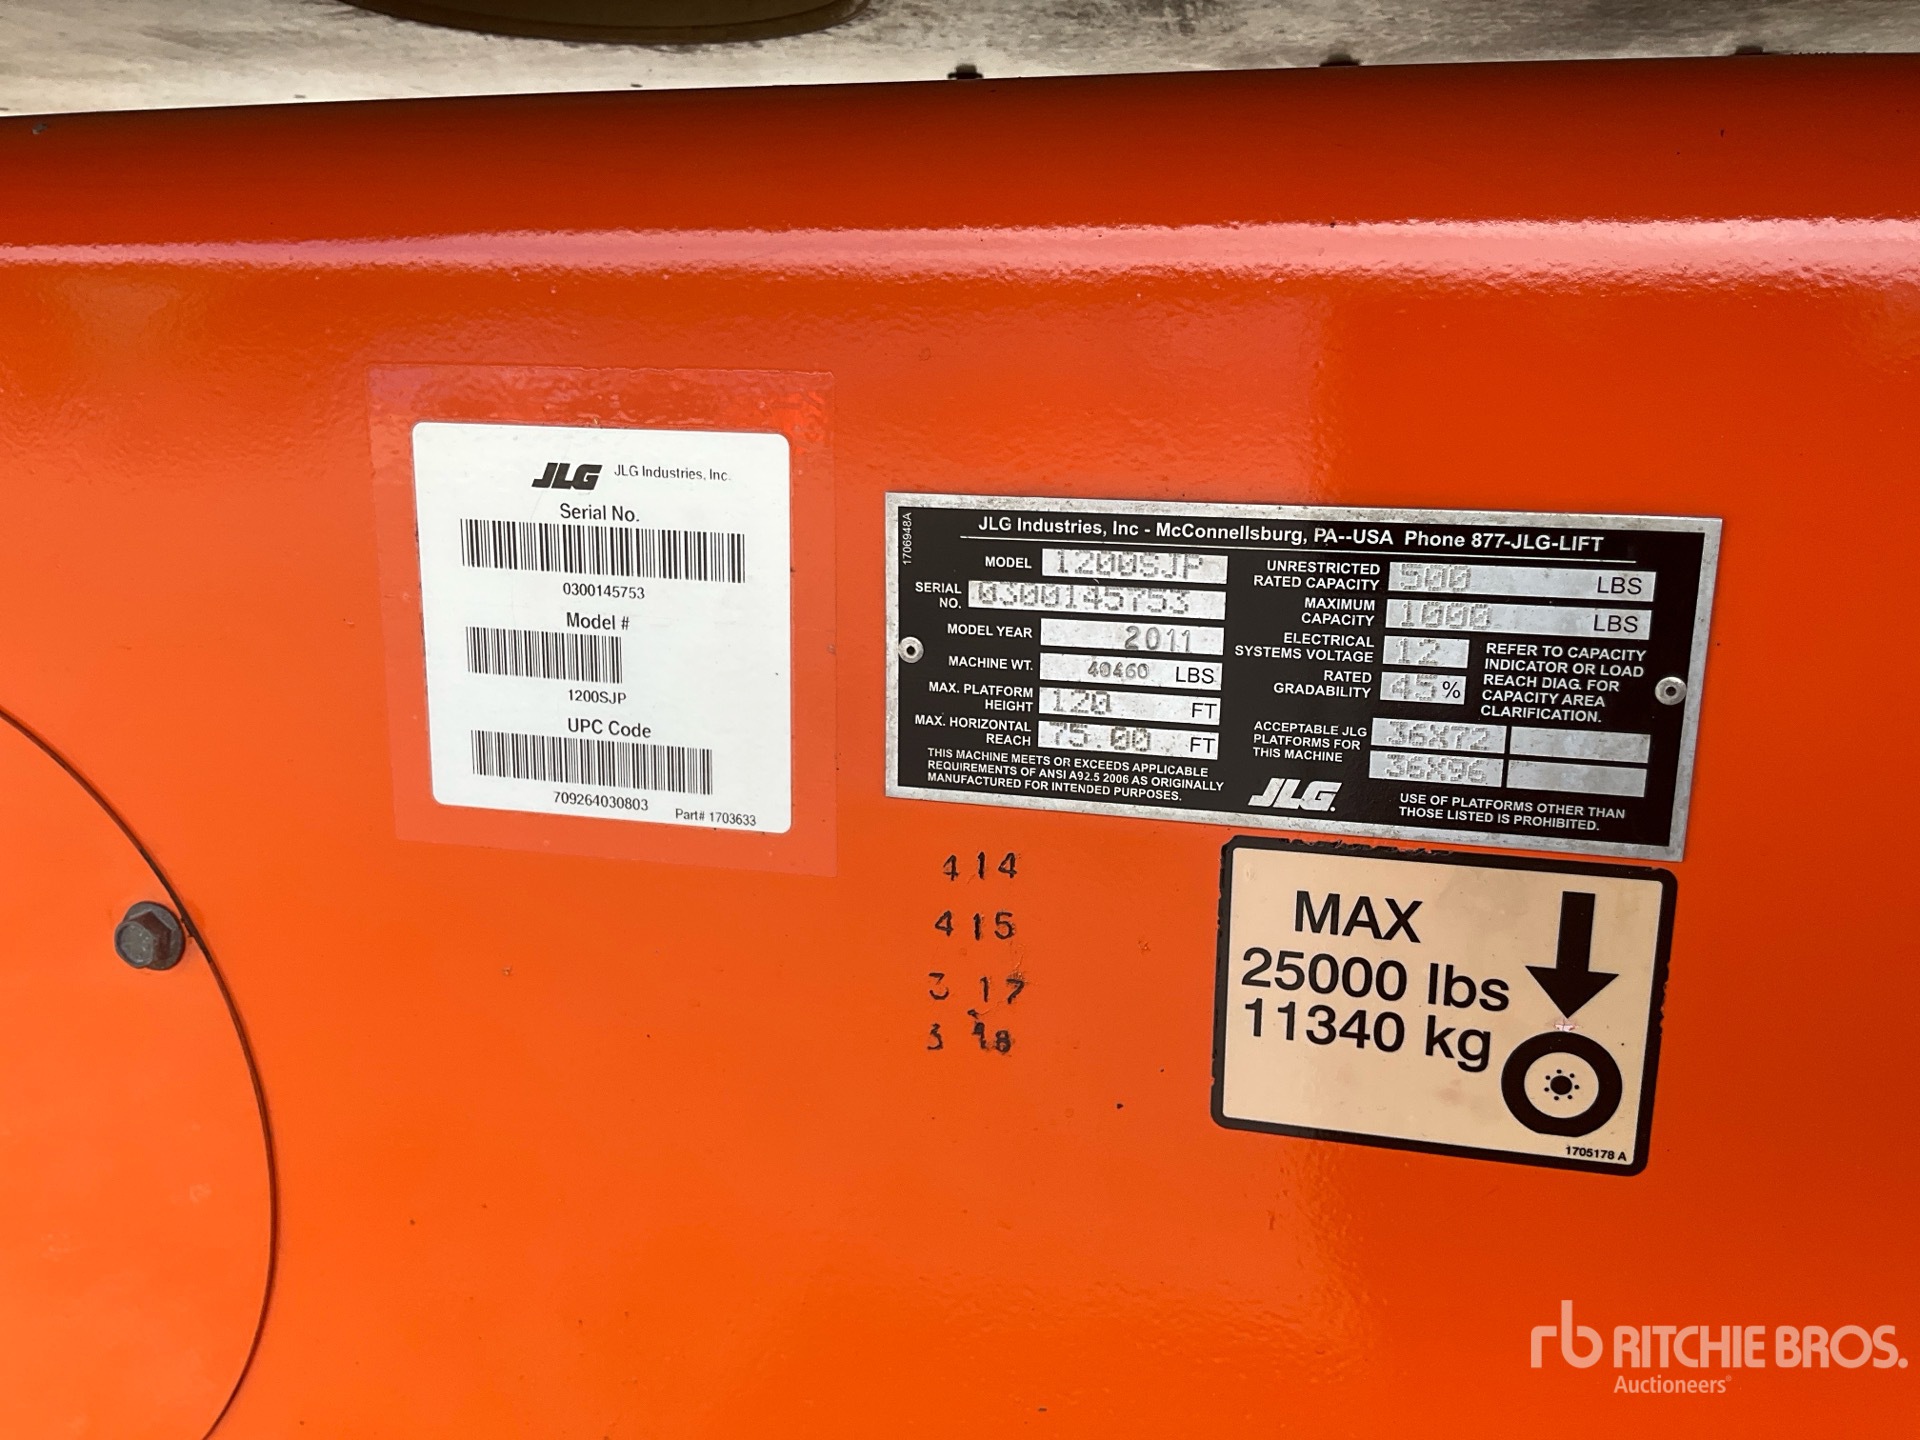 JLG JLG Industries, Inc.
Serial No.
0300145753
Model #
1200SJP
UPC Code
709264030803
Part# 1703633
1706948A
JLG Industries, Inc - McConnellsburg, PA--USA Phone 877-JLG-LIFT
MODEL 1200SJP
SERIAL NO. 0300145753
MODEL YEAR 2011
MACHINE WT. 40460 LBS
MAX. PLATFORM HEIGHT 120 FT
MAX. HORIZONTAL REACH 75.00 FT
THIS MACHINE MEETS OR EXCEEDS APPLICABLE
REQUIREMENTS OF ANSI A92.5 2006 AS ORIGINALLY
MANUFACTURED FOR INTENDED PURPOSES.
UNRESTRICTED RATED CAPACITY 500 LBS
MAXIMUM CAPACITY 1000 LBS
ELECTRICAL SYSTEMS VOLTAGE 12
RATED GRADABILITY 45 %
REFER TO CAPACITY
INDICATOR OR LOAD
REACH DIAG. FOR
CAPACITY AREA
CLARIFICATION.
ACCEPTABLE JLG
PLATFORMS FOR
THIS MACHINE
36X72
36X96
JLG
USE OF PLATFORMS OTHER THAN
THOSE LISTED IS PROHIBITED.
414
415
3 17
MAX
25000 lbs
11340 kg
1705178 A
rb RITCHIE BROS.
Auctioneers